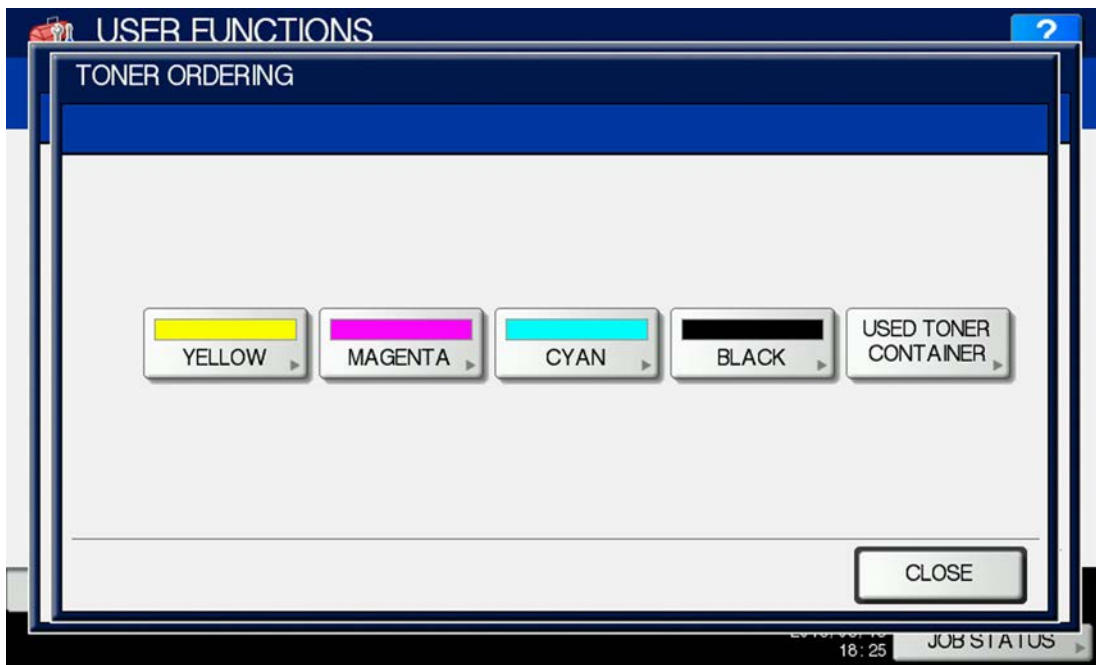 USER FUNCTIONS
?
TONER ORDERING
YELLOW
MAGENTA
CYAN
BLACK
USED TONER
CONTAINER
CLOSE
18:25
JOB STATUS